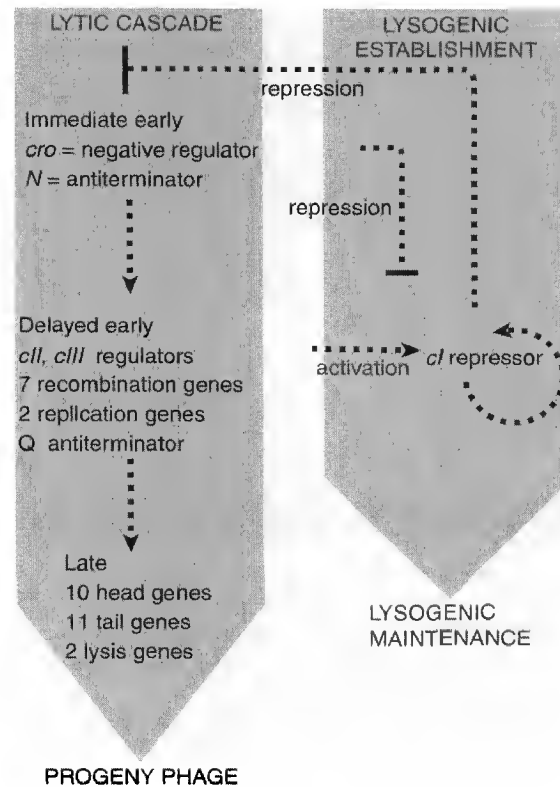 LYTIC CASCADE
Immediate early
cro = negative regulator
N = antiterminator
Delayed early
cII, cIII regulators
7 recombination genes
2 replication genes
Q antiterminator
Late
10 head genes
11 tail genes
2 lysis genes
PROGENY PHAGE
LYSOGENIC
ESTABLISHMENT
repression
repression
activation
cI repressor
LYSOGENIC
MAINTENANCE